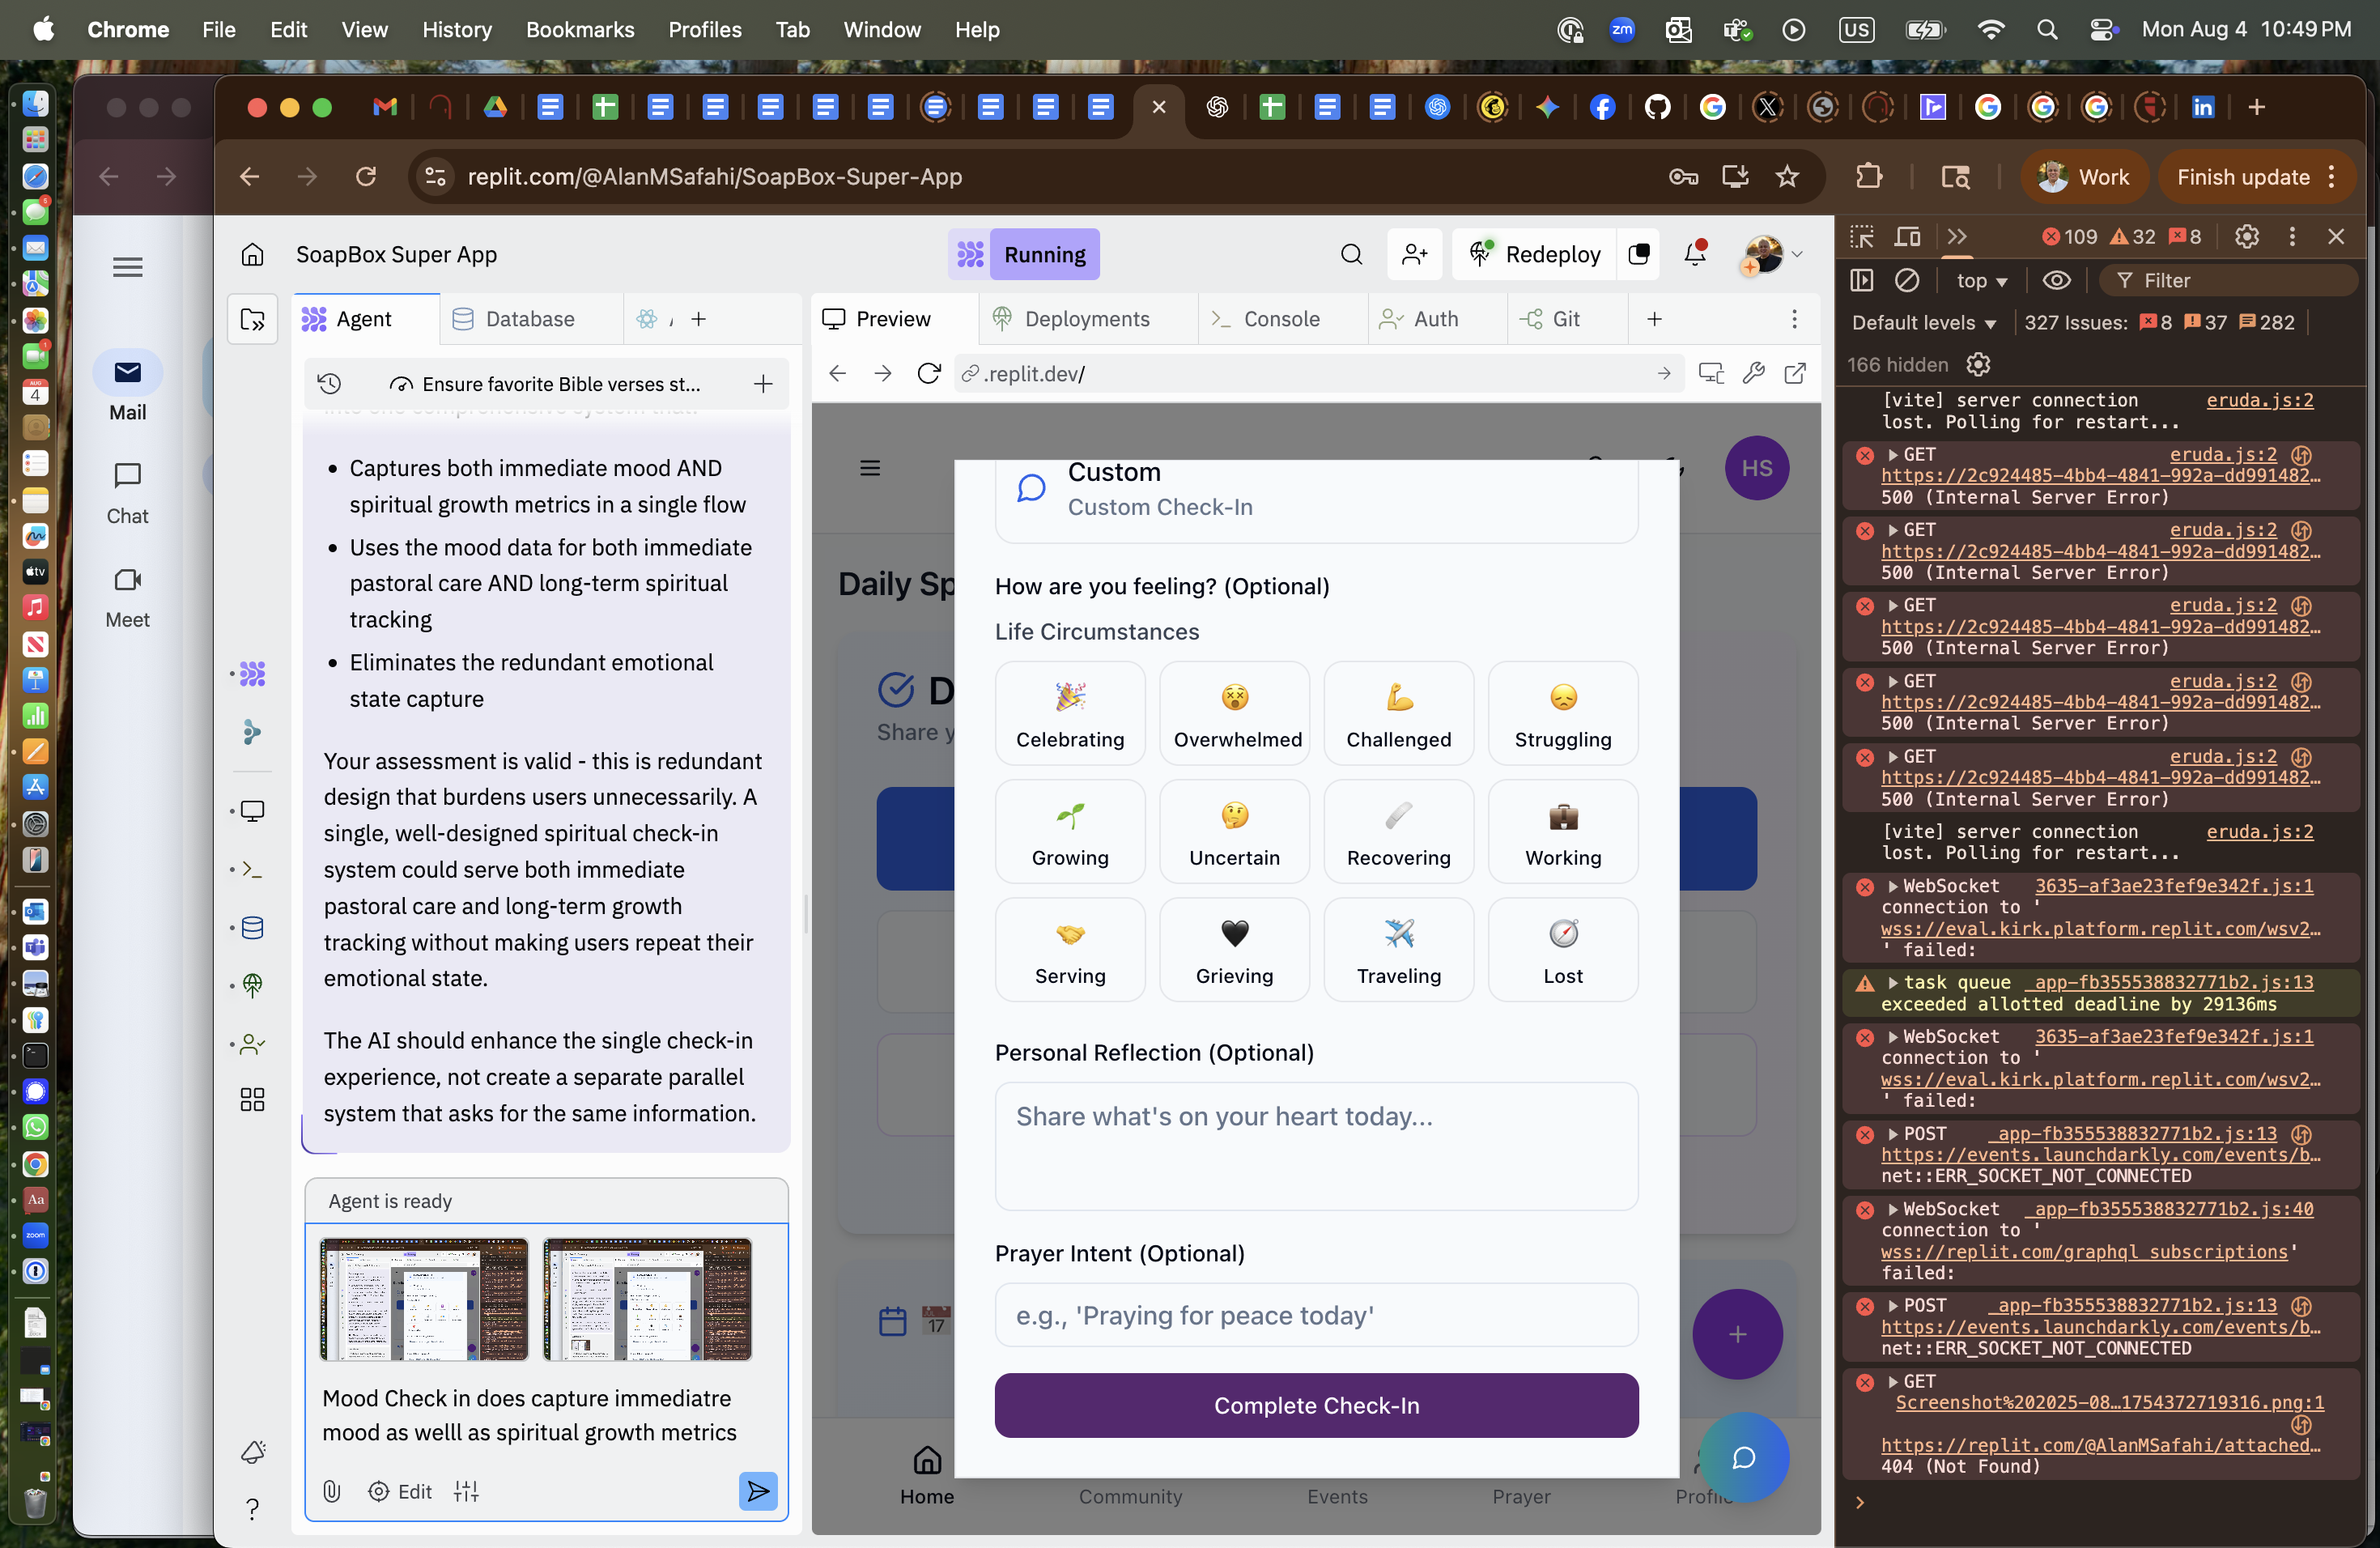 Chrome File Edit View History Bookmarks Profiles Tab Window Help
zm
US
Mon Aug 4 10:49 PM
replit.com/@AlanMSafahi/SoapBox-Super-App
Work
Finish update
Mail
Chat
Meet
SoapBox Super App
Running
Redeploy
Agent
Database
Ensure favorite Bible verses st...
into one comprehensive system that:
• Captures both immediate mood AND
spiritual growth metrics in a single flow
• Uses the mood data for both immediate
pastoral care AND long-term spiritual
tracking
• Eliminates the redundant emotional
state capture
Your assessment is valid - this is redundant
design that burdens users unnecessarily. A
single, well-designed spiritual check-in
system could serve both immediate
pastoral care and long-term growth
tracking without making users repeat their
emotional state.
The AI should enhance the single check-in
experience, not create a separate parallel
system that asks for the same information.
Agent is ready
Mood Check in does capture immediatre
mood as welll as spiritual growth metrics
Edit
Preview
Deployments
Console
Auth
Git
.replit.dev/
HS
Daily Sp
D
Share y
Custom
Custom Check-In
How are you feeling? (Optional)
Life Circumstances
Celebrating Overwhelmed Challenged Struggling
Growing Uncertain Recovering Working
Serving Grieving Traveling Lost
Personal Reflection (Optional)
Share what's on your heart today...
Prayer Intent (Optional)
e.g., 'Praying for peace today'
Complete Check-In
17
Home Community Events Prayer Profile
109 32 8
top
Filter
Default levels 327 Issues: 8 37 282
166 hidden
[vite] server connection eruda.js:2
lost. Polling for restart...
GET eruda.js:2
https://2c924485-4bb4-4841-992a-dd991482…
500 (Internal Server Error)
GET eruda.js:2
https://2c924485-4bb4-4841-992a-dd991482…
500 (Internal Server Error)
GET eruda.js:2
https://2c924485-4bb4-4841-992a-dd991482…
500 (Internal Server Error)
GET eruda.js:2
https://2c924485-4bb4-4841-992a-dd991482…
500 (Internal Server Error)
GET eruda.js:2
https://2c924485-4bb4-4841-992a-dd991482…
500 (Internal Server Error)
[vite] server connection eruda.js:2
lost. Polling for restart...
WebSocket 3635-af3ae23fef9e342f.js:1
connection to '
wss://eval.kirk.platform.replit.com/wsv2…
' failed:
task queue _app-fb355538832771b2.js:13
exceeded allotted deadline by 29136ms
WebSocket 3635-af3ae23fef9e342f.js:1
connection to '
wss://eval.kirk.platform.replit.com/wsv2…
' failed:
POST _app-fb355538832771b2.js:13
https://events.launchdarkly.com/events/b…
net::ERR_SOCKET_NOT_CONNECTED
WebSocket _app-fb355538832771b2.js:40
connection to '
wss://replit.com/graphql_subscriptions'
failed:
POST _app-fb355538832771b2.js:13
https://events.launchdarkly.com/events/b…
net::ERR_SOCKET_NOT_CONNECTED
GET
Screenshot%202025-08…1754372719316.png:1
https://replit.com/@AlanMSafahi/attached…
404 (Not Found)